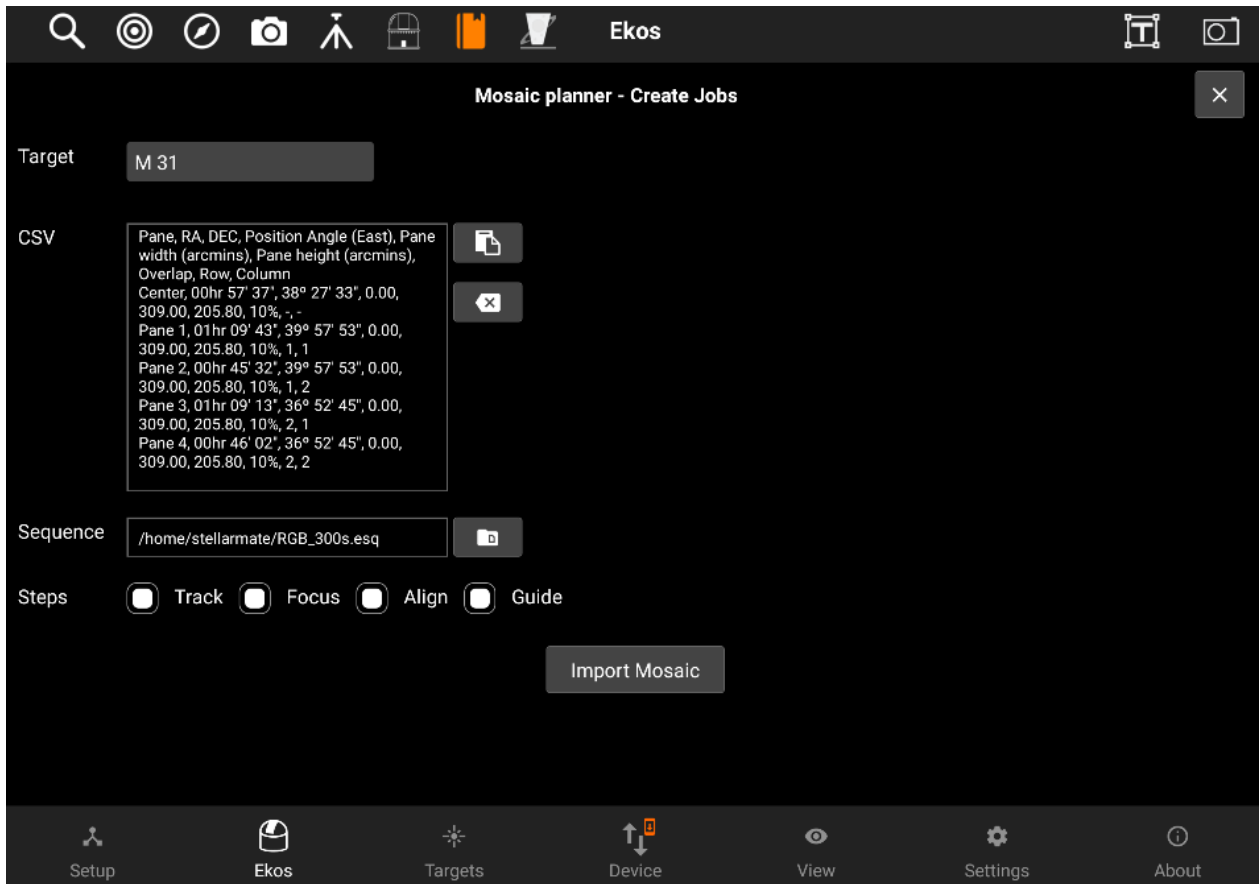 Ekos
Mosaic planner - Create Jobs
Target
M 31
CSV
Pane, RA, DEC, Position Angle (East), Pane
width (arcmins), Pane height (arcmins),
Overlap, Row, Column
Center, 00hr 57' 37", 38º 27' 33", 0.00,
309.00, 205.80, 10%, -, -
Pane 1, 01hr 09' 43", 39º 57' 53", 0.00,
309.00, 205.80, 10%, 1, 1
Pane 2, 00hr 45' 32", 39º 57' 53", 0.00,
309.00, 205.80, 10%, 1, 2
Pane 3, 01hr 09' 13", 36º 52' 45", 0.00,
309.00, 205.80, 10%, 2, 1
Pane 4, 00hr 46' 02", 36º 52' 45", 0.00,
309.00, 205.80, 10%, 2, 2
Sequence
/home/stellarmate/RGB_300s.esq
Steps
Track
Focus
Align
Guide
Import Mosaic
Setup
Ekos
Targets
Device
View
Settings
About